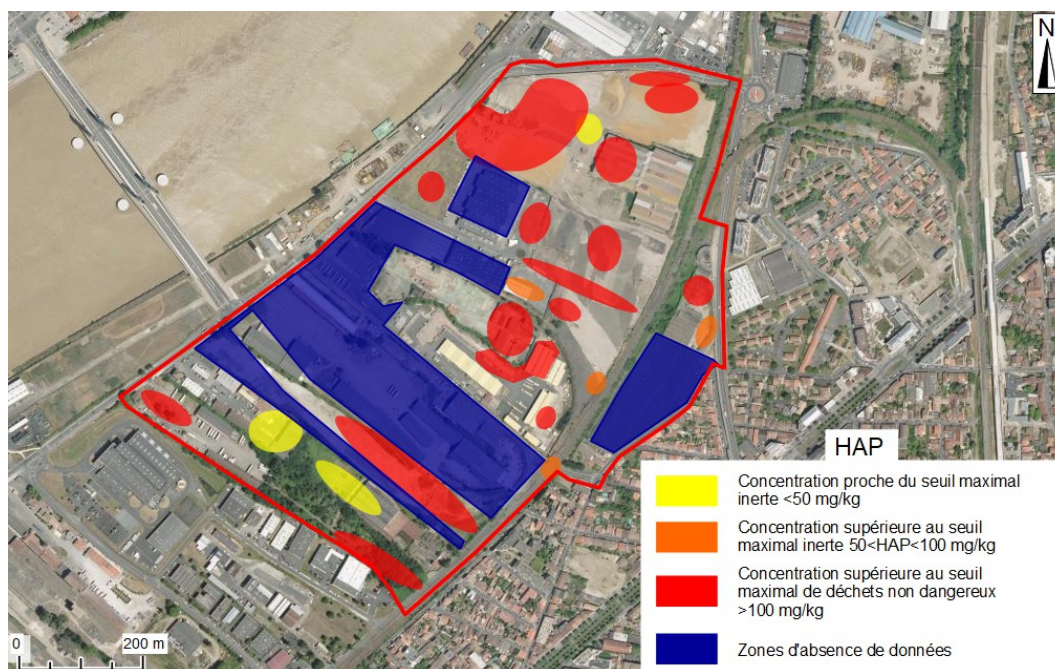 N
HAP
Concentration proche du seuil maximal
inerte <50 mg/kg
Concentration supérieure au seuil
maximal inerte 50<HAP<100 mg/kg
Concentration supérieure au seuil
maximal de déchets non dangereux
>100 mg/kg
Zones d'absence de données
0 200 m